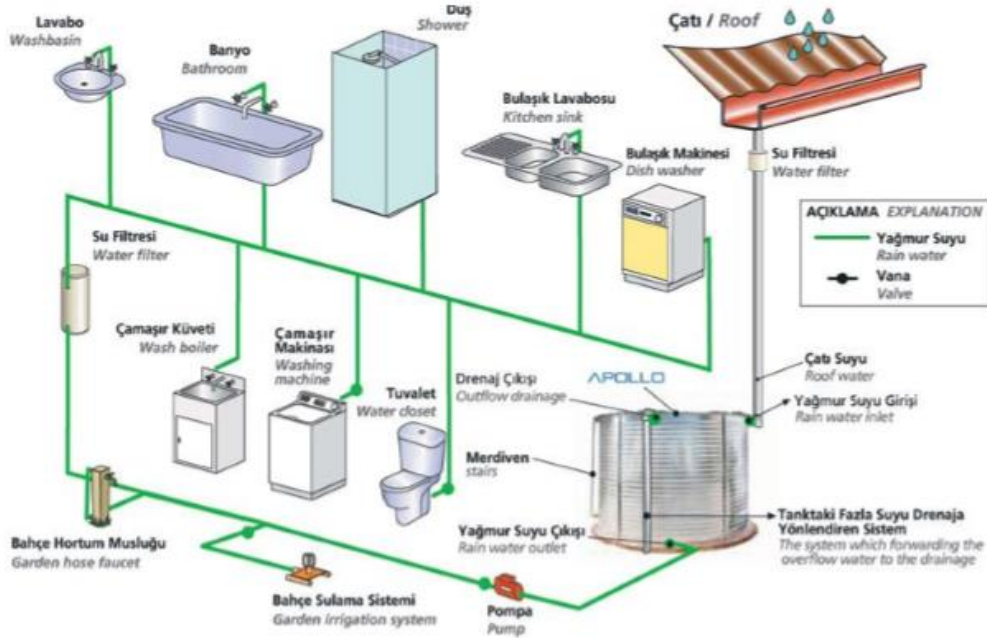 Lavabo
Washbasin
Banyo
Bathroom
Duş
Shower
Bulaşık Lavabosu
Kitchen sink
Bulaşık Makinesi
Dish washer
Çatı / Roof
Su Filtresi
Water filter
AÇIKLAMA EXPLANATION
Yağmur Suyu
Rain water
Vana
Valve
Su Filtresi
Water filter
Çamaşır Küveti
Wash boiler
Çamaşır
Makinası
Washing
machine
Tuvalet
Water closet
Drenaj Çıkışı
Outflow drainage
APOLLO
Çatı Suyu
Roof water
Yağmur Suyu Girişi
Rain water inlet
Merdiven
stairs
Bahçe Hortum Musluğu
Garden hose faucet
Bahçe Sulama Sistemi
Garden irrigation system
Yağmur Suyu Çıkışı
Rain water outlet
Pompa
Pump
Tanktaki Fazla Suyu Drenaja
Yönlendiren Sistem
The system which forwarding the
overflow water to the drainage